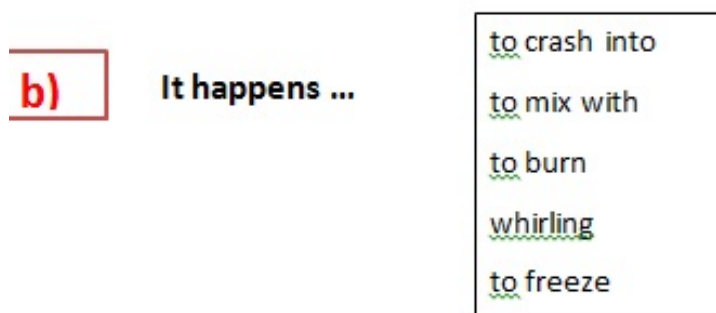 b)
It happens ...
to crash into
to mix with
to burn
whirling
to freeze